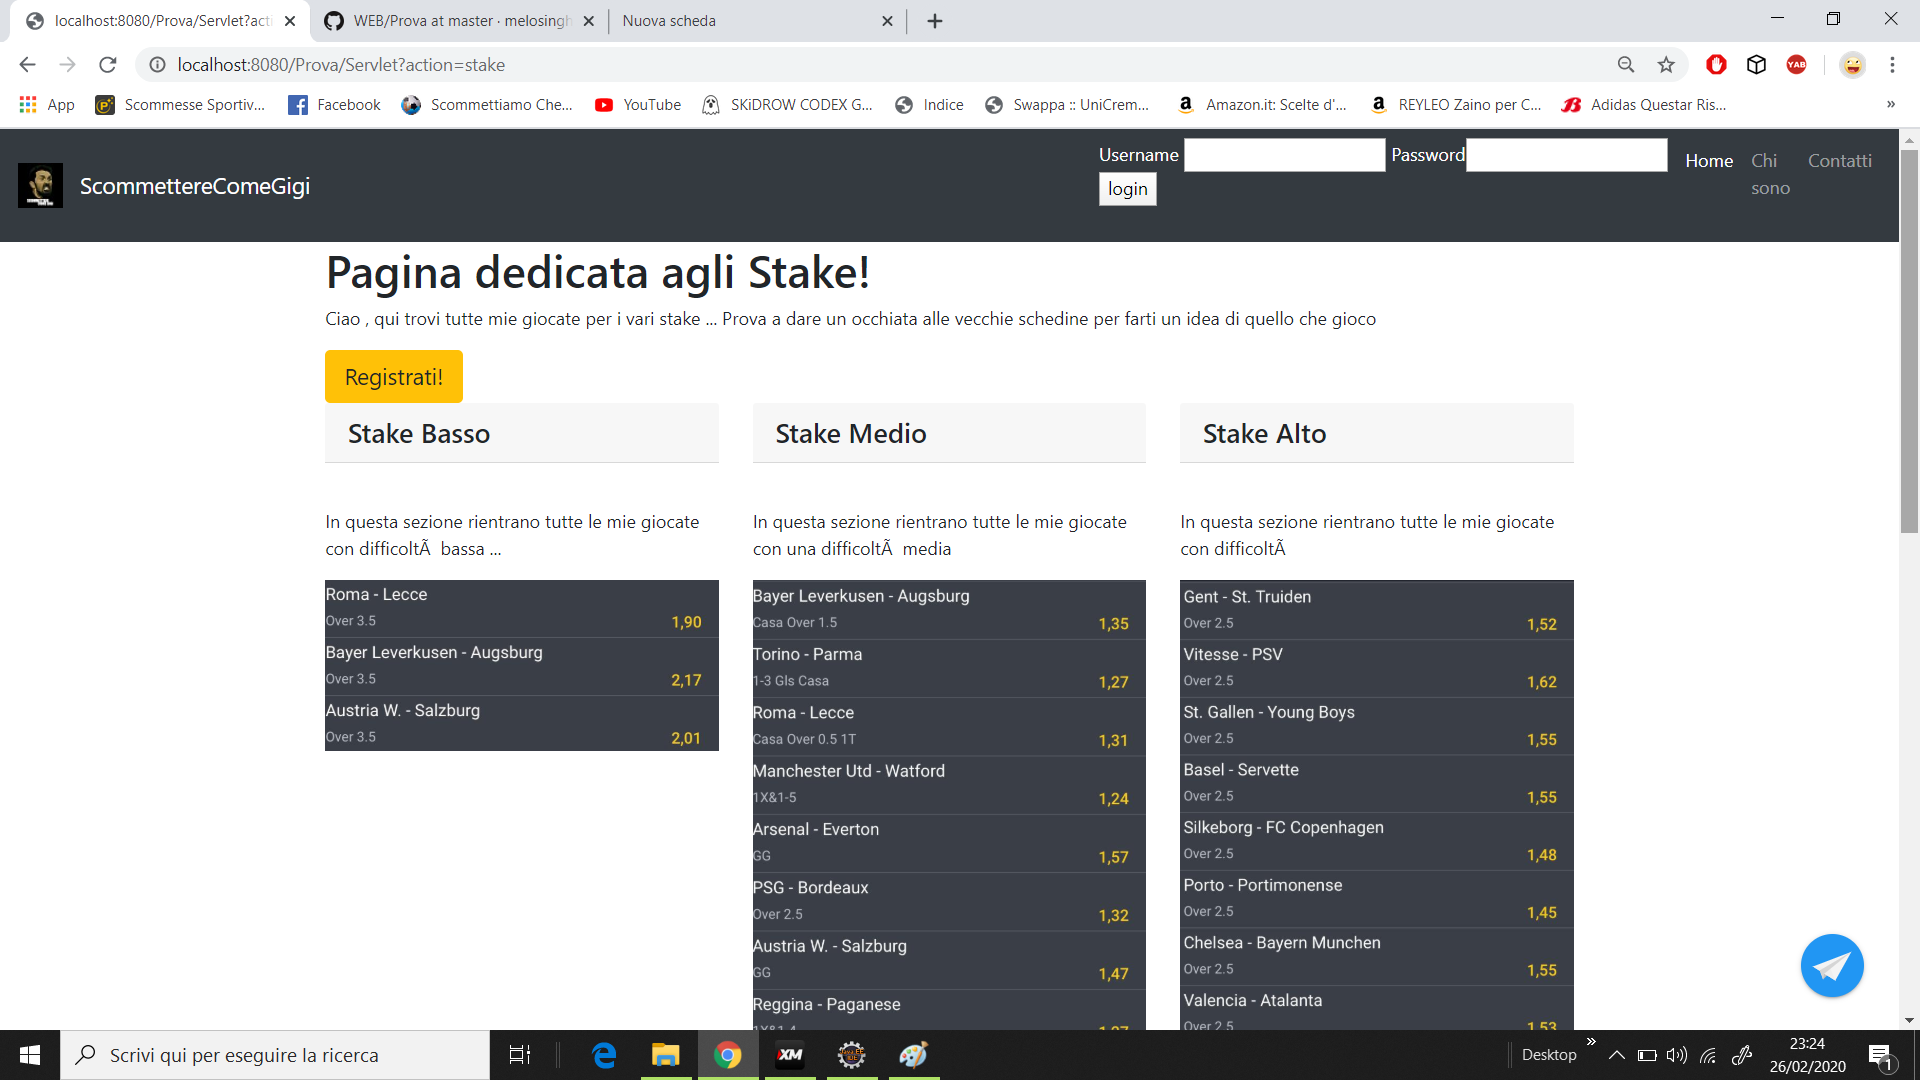 localhost:8080/Prova/Servlet?acti
WEB/Prova at master · melosingh
Nuova scheda
localhost:8080/Prova/Servlet?action=stake
App
Scommesse Sportiv...
Facebook
Scommettiamo Che...
YouTube
SKiDROW CODEX G...
Indice
Swappa :: UniCrem...
Amazon.it: Scelte d'...
REYLEO Zaino per C...
Adidas Questar Ris...
»
ScommettereComeGigi
Username
Password
login
Home
Chi
sono
Contatti
Pagina dedicata agli Stake!
Ciao , qui trovi tutte mie giocate per i vari stake ... Prova a dare un occhiata alle vecchie schedine per farti un idea di quello che gioco
Registrati!
Stake Basso
In questa sezione rientrano tutte le mie giocate
con difficoltÃ  bassa ...
Roma - Lecce
Over 3.5 1,90
Bayer Leverkusen - Augsburg
Over 3.5 2,17
Austria W. - Salzburg
Over 3.5 2,01
Stake Medio
In questa sezione rientrano tutte le mie giocate
con una difficoltÃ  media
Bayer Leverkusen - Augsburg
Casa Over 1.5 1,35
Torino - Parma
1-3 Gls Casa 1,27
Roma - Lecce
Casa Over 0.5 1T 1,31
Manchester Utd - Watford
1X&1-5 1,24
Arsenal - Everton
GG 1,57
PSG - Bordeaux
Over 2.5 1,32
Austria W. - Salzburg
GG 1,47
Reggina - Paganese
Stake Alto
In questa sezione rientrano tutte le mie giocate
con difficoltÃ
Gent - St. Truiden
Over 2.5 1,52
Vitesse - PSV
Over 2.5 1,62
St. Gallen - Young Boys
Over 2.5 1,55
Basel - Servette
Over 2.5 1,55
Silkeborg - FC Copenhagen
Over 2.5 1,48
Porto - Portimonense
Over 2.5 1,45
Chelsea - Bayern Munchen
Over 2.5 1,55
Valencia - Atalanta
Over 2.5 1,53
Scrivi qui per eseguire la ricerca
XM
Desktop
»
23:24
26/02/2020
1